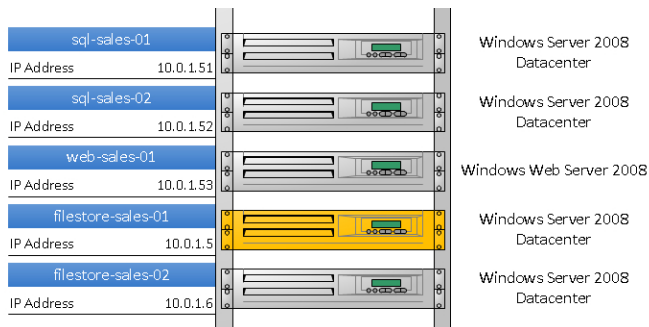 sql-sales-01
IP Address 10.0.1.51
Windows Server 2008
Datacenter
sql-sales-02
IP Address 10.0.1.52
Windows Server 2008
Datacenter
web-sales-01
IP Address 10.0.1.53
Windows Web Server 2008
filestore-sales-01
IP Address 10.0.1.5
Windows Server 2008
Datacenter
filestore-sales-02
IP Address 10.0.1.6
Windows Server 2008
Datacenter